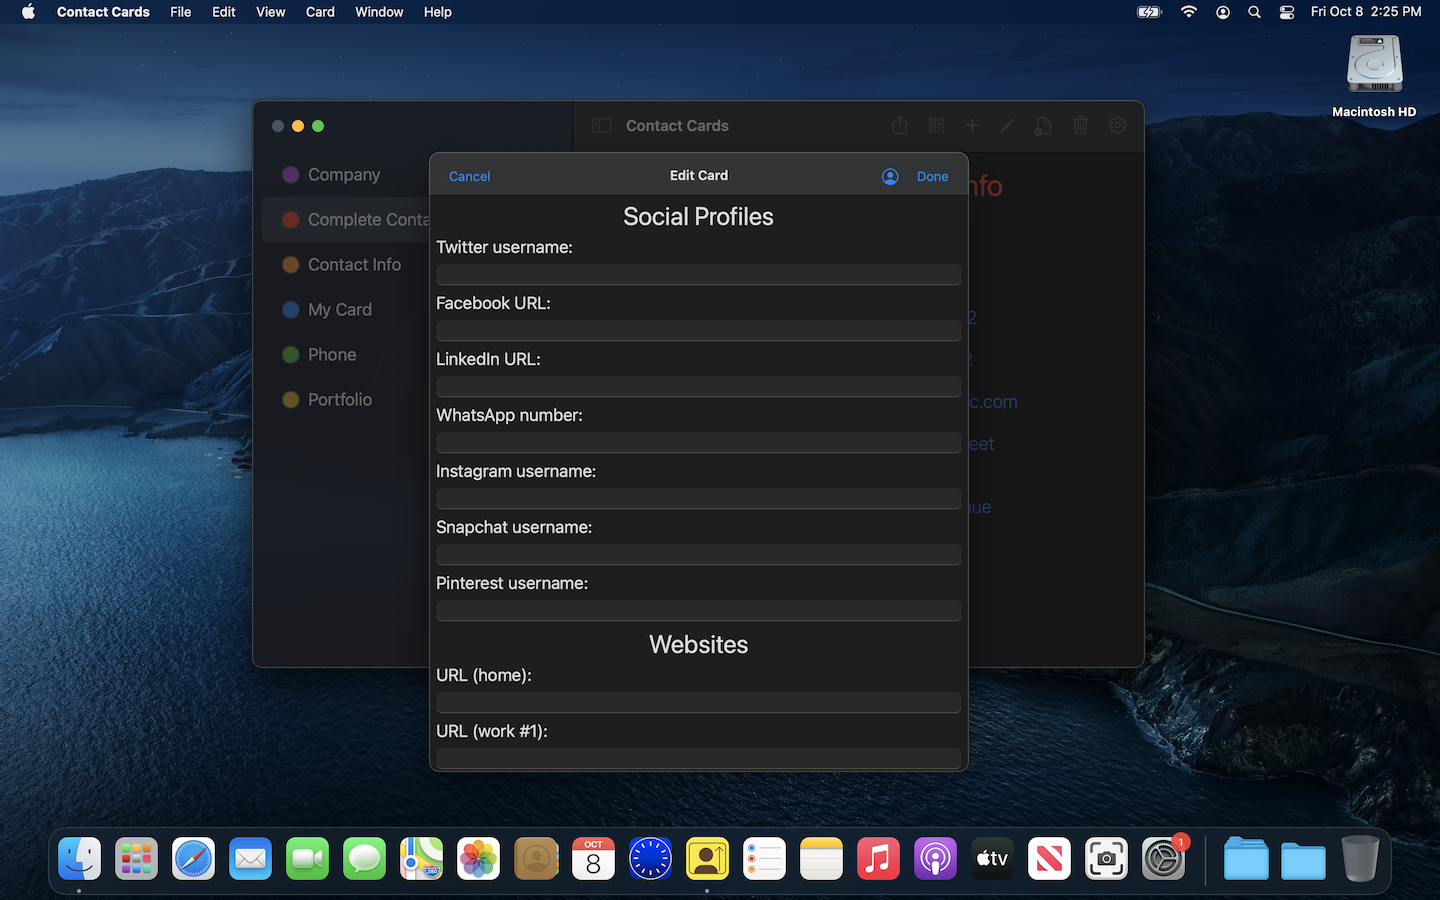 Contact Cards File Edit View Card Window Help Fri Oct 8 2:25 PM
Macintosh HD
Contact Cards
Company
Complete Conta
Contact Info
My Card
Phone
Portfolio
Cancel Edit Card Done
Social Profiles
Twitter username:
Facebook URL:
LinkedIn URL:
WhatsApp number:
Instagram username:
Snapchat username:
Pinterest username:
Websites
URL (home):
URL (work #1):
nfo
2
c.com
eet
nue
OCT
8
280
tv
1